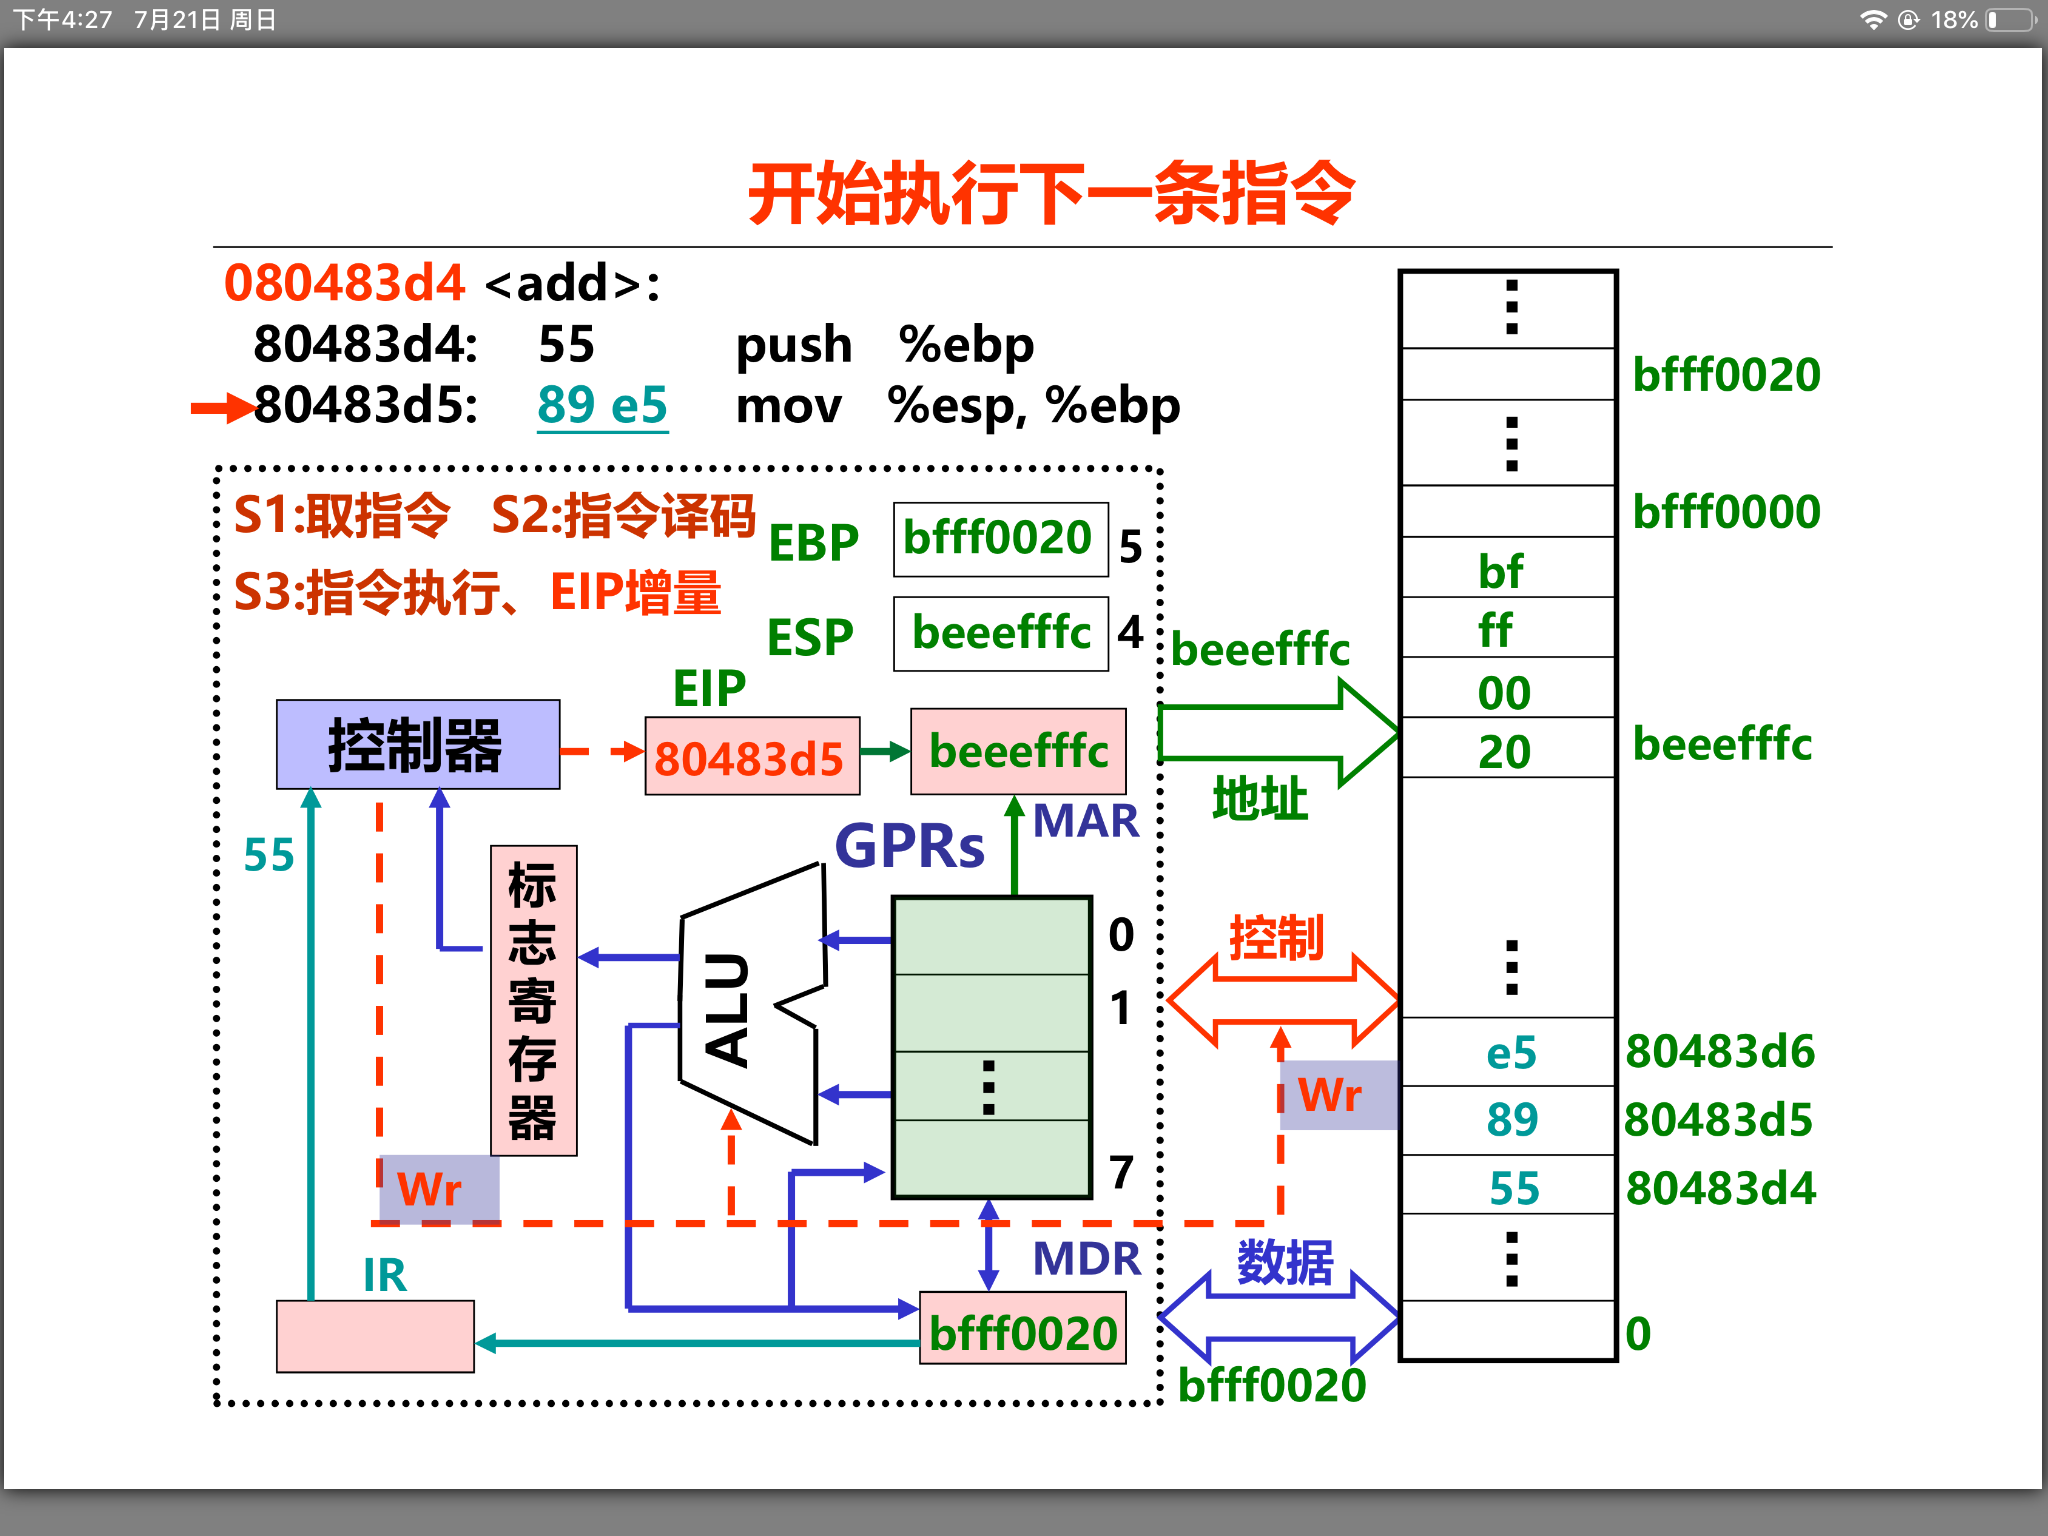 下午4:27 7月21日 周日
18%
开始执行下一条指令
080483d4 <add>:
80483d4: 55 push %ebp
80483d5: 89 e5 mov %esp, %ebp
S1:取指令 S2:指令译码
S3:指令执行、EIP增量
EBP bfff0020 5
ESP beeefffc 4
EIP
控制器
80483d5
beeefffc
MAR
GPRs
55
标志寄存器
ALU
0
1
7
Wr
IR
MDR
bfff0020
beeefffc
地址
控制
Wr
数据
bfff0020
bfff0020
bfff0000
bf
ff
00
20 beeefffc
e5 80483d6
89 80483d5
55 80483d4
0